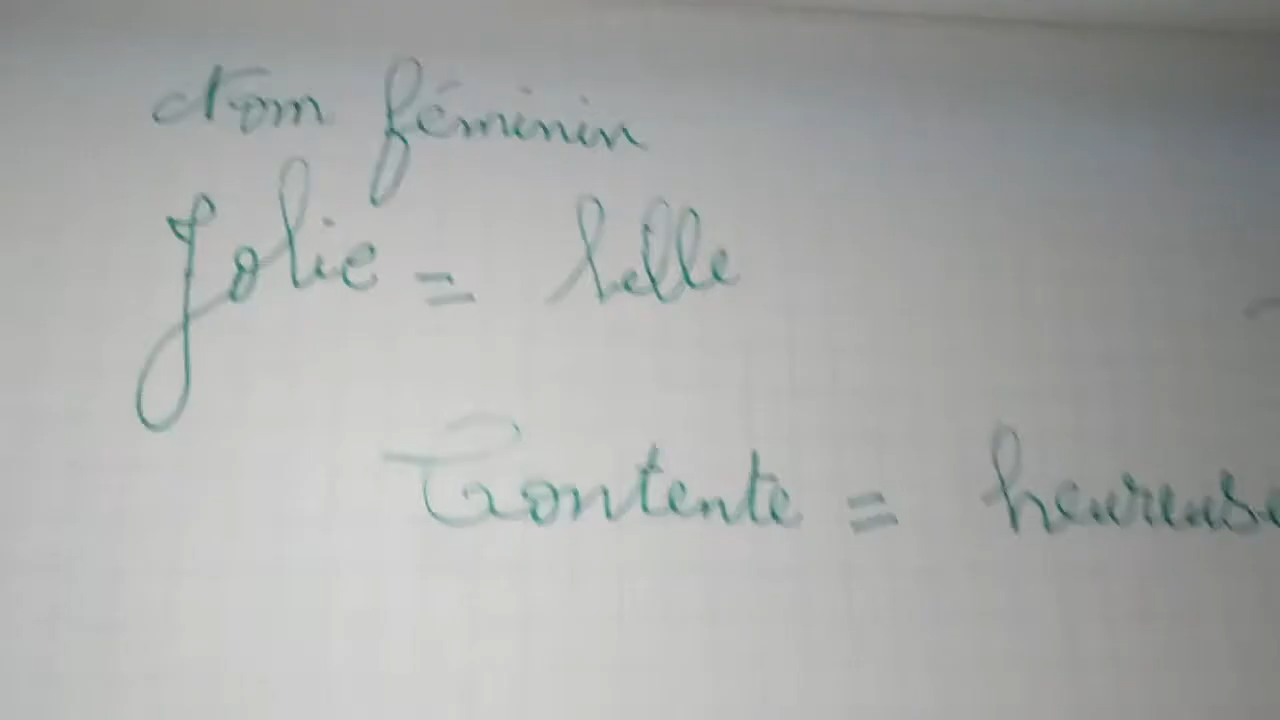 Nom féminin
Jolie = belle
Contente = heureuse